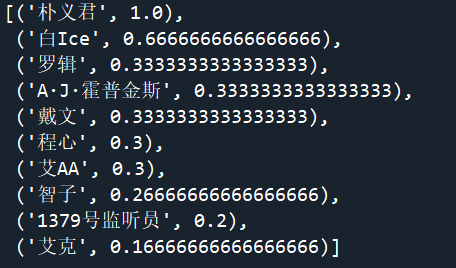 [('朴义君', 1.0),
('白Ice', 0.6666666666666666),
('罗辑', 0.3333333333333333),
('A·J·霍普金斯', 0.3333333333333333),
('戴文', 0.3333333333333333),
('程心', 0.3),
('艾AA', 0.3),
('智子', 0.26666666666666666),
('1379号监听员', 0.2),
('艾克', 0.16666666666666666)]